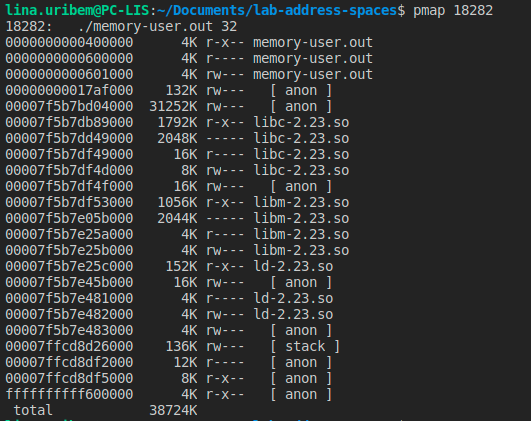 lina.uribem@PC-LIS:~/Documents/lab-address-spaces$ pmap 18282
18282:   ./memory-user.out 32
0000000000400000      4K r-x-- memory-user.out
0000000000600000      4K r---- memory-user.out
0000000000601000      4K rw--- memory-user.out
00000000017af000    132K rw---   [ anon ]
00007f5b7bd04000  31252K rw---   [ anon ]
00007f5b7db89000   1792K r-x-- libc-2.23.so
00007f5b7dd49000   2048K ----- libc-2.23.so
00007f5b7df49000     16K r---- libc-2.23.so
00007f5b7df4d000      8K rw--- libc-2.23.so
00007f5b7df4f000     16K rw---   [ anon ]
00007f5b7df53000   1056K r-x-- libm-2.23.so
00007f5b7e05b000   2044K ----- libm-2.23.so
00007f5b7e25a000      4K r---- libm-2.23.so
00007f5b7e25b000      4K rw--- libm-2.23.so
00007f5b7e25c000    152K r-x-- ld-2.23.so
00007f5b7e45b000     16K rw---   [ anon ]
00007f5b7e481000      4K r---- ld-2.23.so
00007f5b7e482000      4K rw--- ld-2.23.so
00007f5b7e483000      4K rw---   [ anon ]
00007ffcd8d26000    136K rw---   [ stack ]
00007ffcd8df2000     12K r----   [ anon ]
00007ffcd8df5000      8K r-x--   [ anon ]
ffffffffff600000      4K r-x--   [ anon ]
 total            38724K